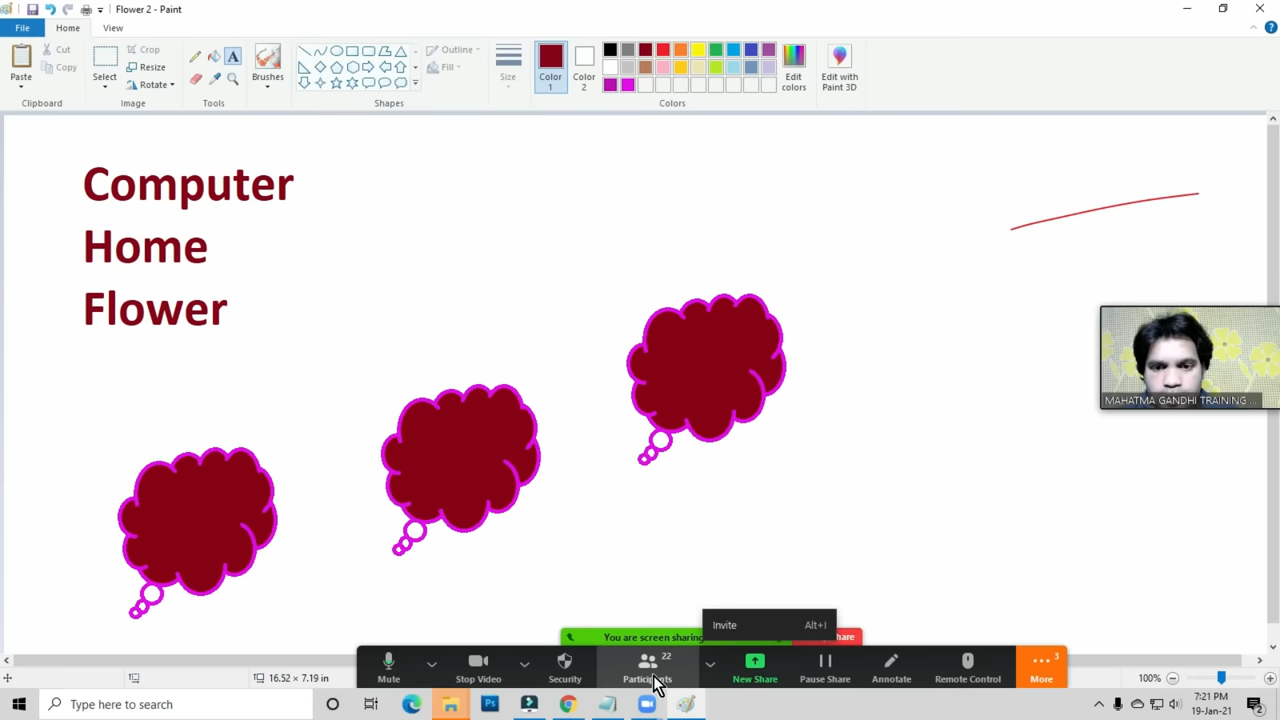 Flower 2 - Paint
File Home View
Paste
Cut
Copy
Clipboard
Select
Crop
Resize
Rotate
Image
Tools
Brushes
Shapes
Outline
Fill
Size
Color 1
Color 2
Colors
Edit colors
Edit with Paint 3D
Computer
Home
Flower
MAHATMA GANDHI TRAINING ...
Invite Alt+I
You are screen sharing
hare
Mute
Stop Video
Security
22
Participants
New Share
Pause Share
Annotate
Remote Control
3
More
16.52 × 7.19 in
100%
Type here to search
7:21 PM
19-Jan-21
2